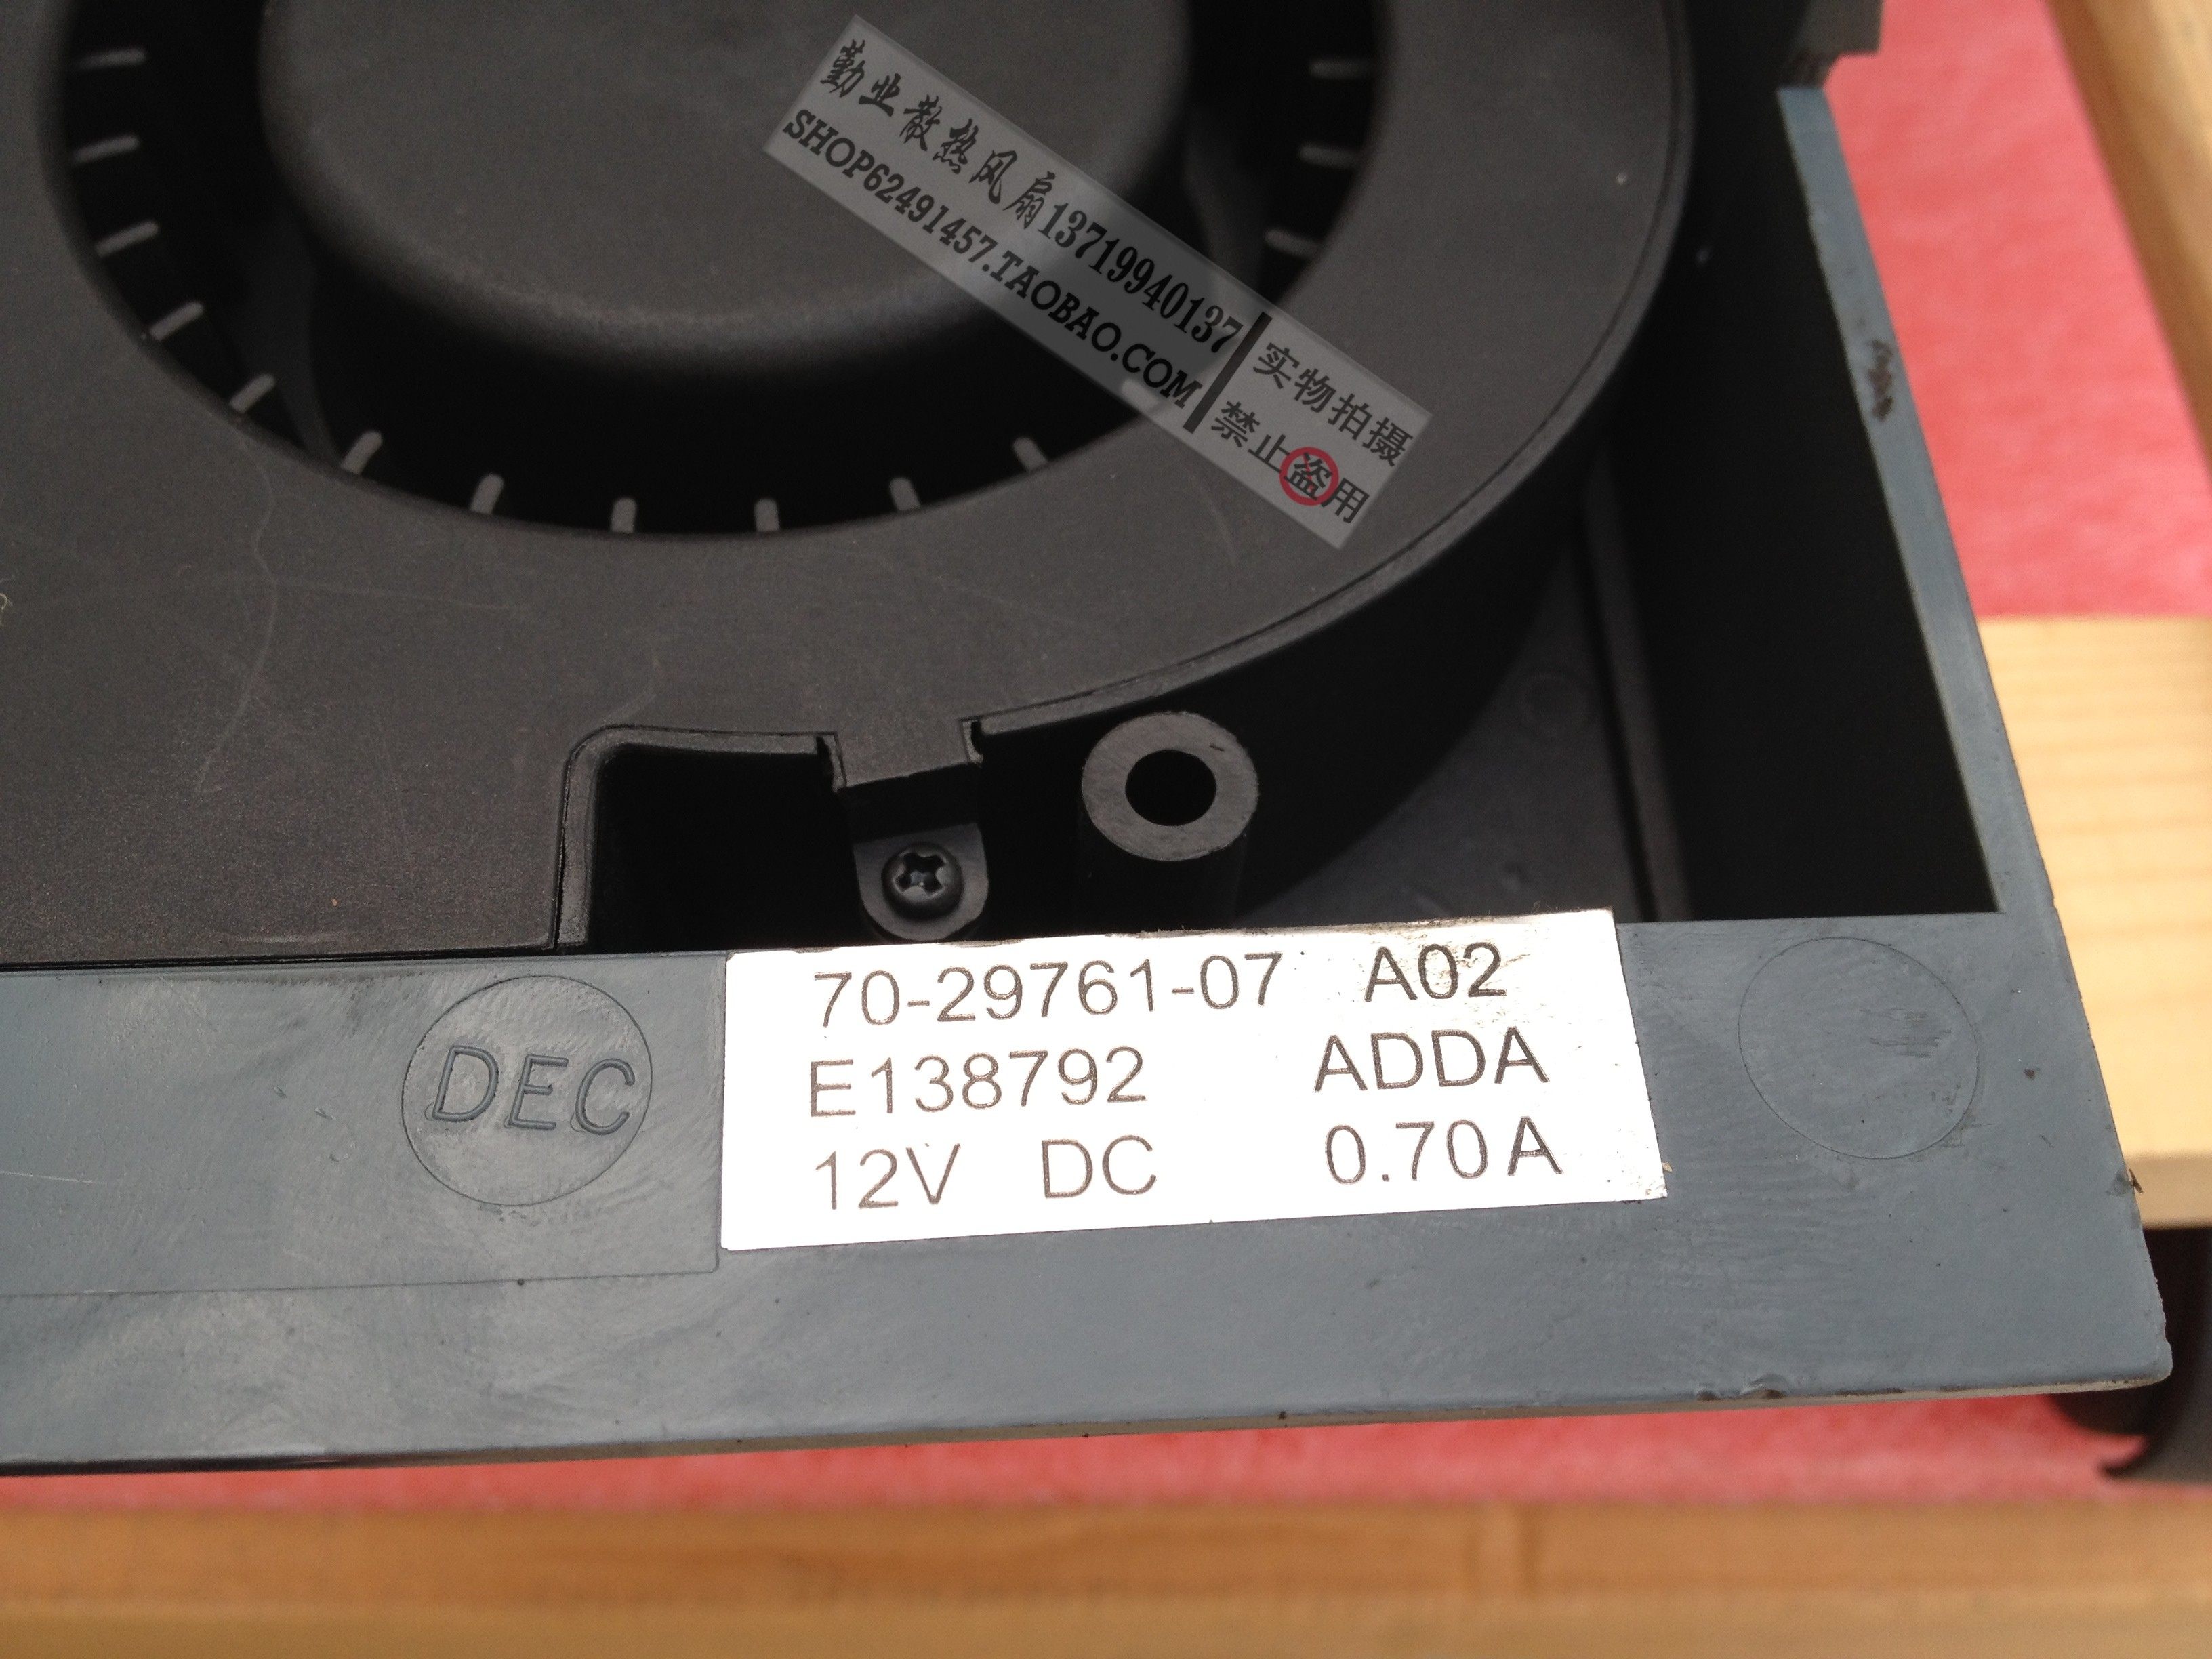 勤业散热风扇13719940137
SHOP62491457.TAOBAO.COM
实物拍摄
禁止盗用
70-29761-07 A02
DEC
E138792 ADDA
12V DC 0.70A